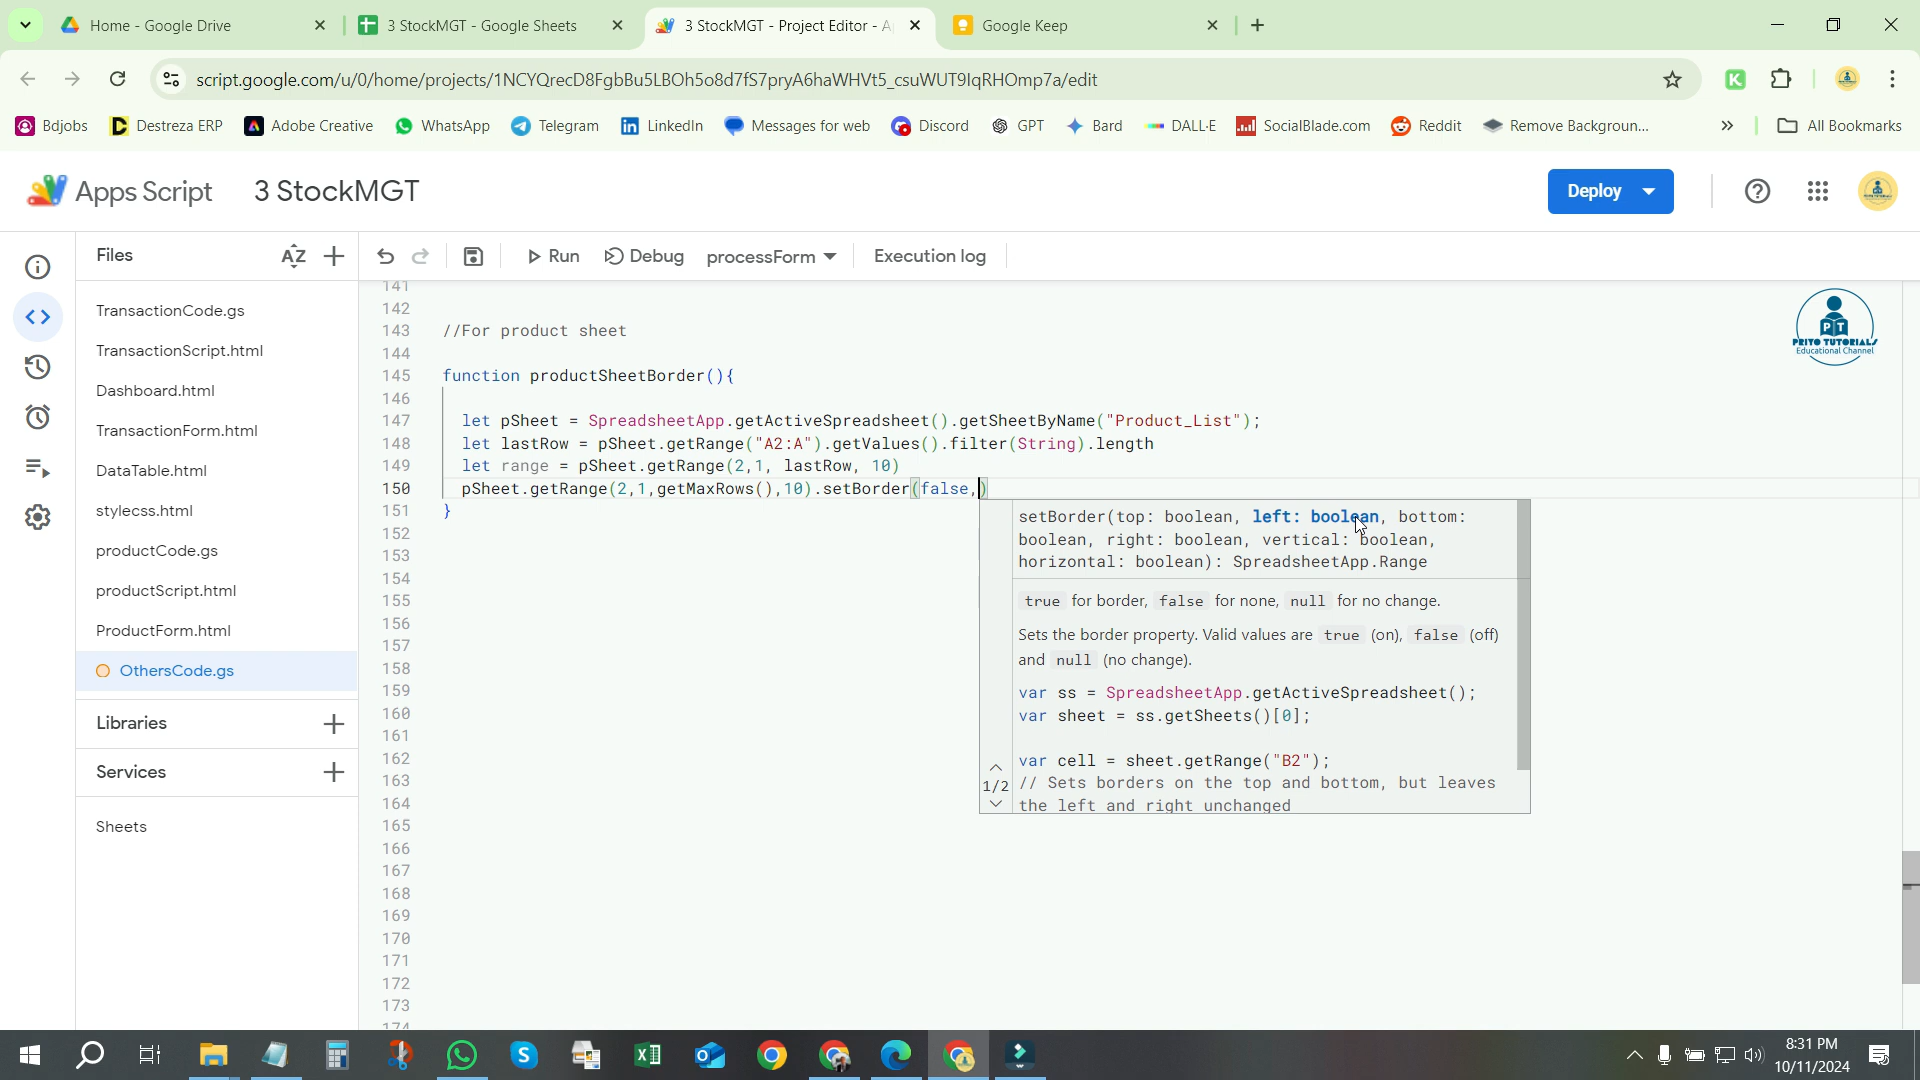 Home - Google Drive
3 StockMGT - Google Sheets
3 StockMGT - Project Editor - A
Google Keep
script.google.com/u/0/home/projects/1NCYQrecD8FgbBu5LBOh5o8d7fS7pryA6haWHVt5_csuWUT9IqRHOmp7a/edit
Bdjobs
Destreza ERP
Adobe Creative
WhatsApp
Telegram
LinkedIn
Messages for web
Discord
GPT
Bard
DALL·E
SocialBlade.com
Reddit
Remove Backgroun...
All Bookmarks
Apps Script
3 StockMGT
Deploy
Files
AZ
Run
Debug
processForm
Execution log
TransactionCode.gs
TransactionScript.html
Dashboard.html
TransactionForm.html
DataTable.html
stylecss.html
productCode.gs
productScript.html
ProductForm.html
OthersCode.gs
Libraries
Services
Sheets
141
142
143 //For product sheet
144
145 function productSheetBorder(){
146
147 let pSheet = SpreadsheetApp.getActiveSpreadsheet().getSheetByName("Product_List");
148 let lastRow = pSheet.getRange("A2:A").getValues().filter(String).length
149 let range = pSheet.getRange(2,1, lastRow, 10)
150 pSheet.getRange(2,1,getMaxRows(),10).setBorder(false,)
151 }
152
153
154
155
156
157
158
159
160
161
162
163
164
165
166
167
168
169
170
171
172
173
174
setBorder(top: boolean, left: boolean, bottom:
boolean, right: boolean, vertical: boolean,
horizontal: boolean): SpreadsheetApp.Range
true for border, false for none, null for no change.
Sets the border property. Valid values are true (on), false (off)
and null (no change).
var ss = SpreadsheetApp.getActiveSpreadsheet();
var sheet = ss.getSheets()[0];
var cell = sheet.getRange("B2");
// Sets borders on the top and bottom, but leaves
the left and right unchanged
1/2
PT
PRIYO TUTORIALS
Educational Channel
8:31 PM
10/11/2024